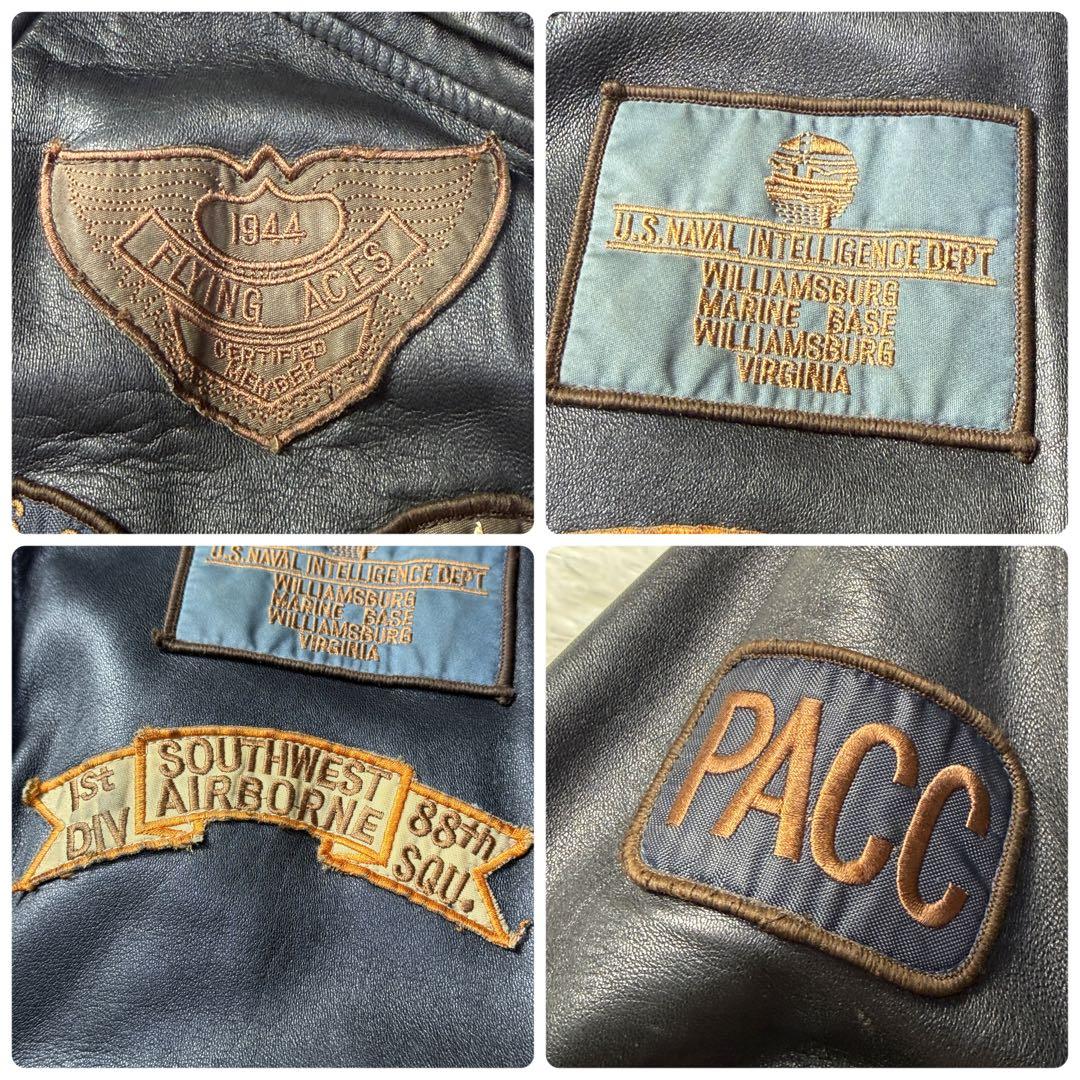 1944
FLYING ACES
CERTIFIED
MEMBER
U.S. NAVAL INTELLIGENCE DEPT
WILLIAMSBURG
MARINE BASE
WILLIAMSBURG
VIRGINIA
U.S. NAVAL INTELLIGENCE DEPT
WILLIAMSBURG
MARINE BASE
WILLIAMSBURG
VIRGINIA
1st
DIV
SOUTHWEST
AIRBORNE
88th
SQU.
PACC